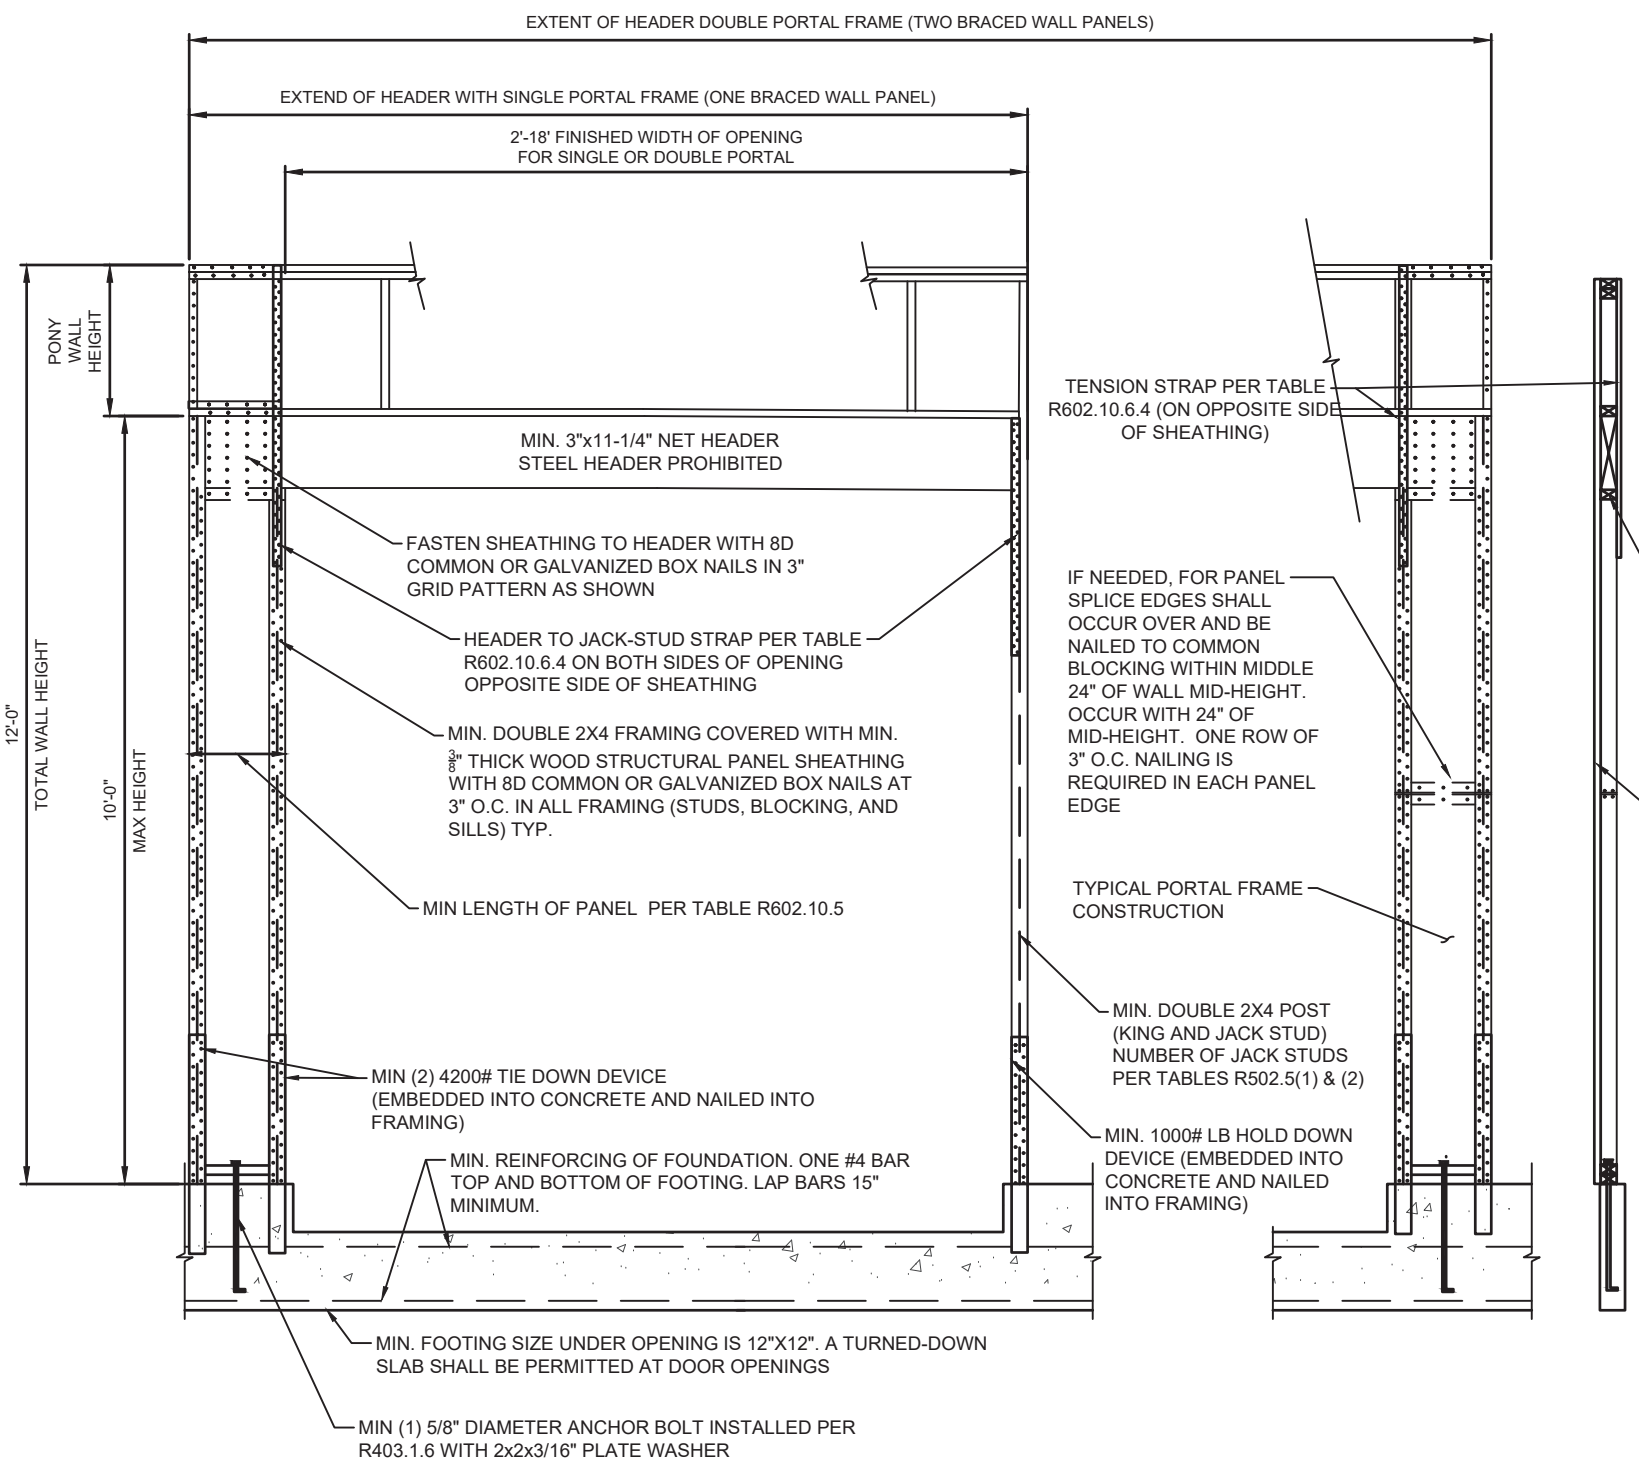 EXTENT OF HEADER DOUBLE PORTAL FRAME (TWO BRACED WALL PANELS)
EXTEND OF HEADER WITH SINGLE PORTAL FRAME (ONE BRACED WALL PANEL)
2'-18' FINISHED WIDTH OF OPENING
FOR SINGLE OR DOUBLE PORTAL
PONY
WALL
HEIGHT
12'-0"
TOTAL WALL HEIGHT
10'-0"
MAX HEIGHT
MIN. 3"x11-1/4" NET HEADER
STEEL HEADER PROHIBITED
TENSION STRAP PER TABLE
R602.10.6.4 (ON OPPOSITE SIDE
OF SHEATHING)
FASTEN SHEATHING TO HEADER WITH 8D
COMMON OR GALVANIZED BOX NAILS IN 3"
GRID PATTERN AS SHOWN
HEADER TO JACK-STUD STRAP PER TABLE
R602.10.6.4 ON BOTH SIDES OF OPENING
OPPOSITE SIDE OF SHEATHING
IF NEEDED, FOR PANEL
SPLICE EDGES SHALL
OCCUR OVER AND BE
NAILED TO COMMON
BLOCKING WITHIN MIDDLE
24" OF WALL MID-HEIGHT.
OCCUR WITH 24" OF
MID-HEIGHT. ONE ROW OF
3" O.C. NAILING IS
REQUIRED IN EACH PANEL
EDGE
MIN. DOUBLE 2X4 FRAMING COVERED WITH MIN.
3/8" THICK WOOD STRUCTURAL PANEL SHEATHING
WITH 8D COMMON OR GALVANIZED BOX NAILS AT
3" O.C. IN ALL FRAMING (STUDS, BLOCKING, AND
SILLS) TYP.
MIN LENGTH OF PANEL PER TABLE R602.10.5
TYPICAL PORTAL FRAME
CONSTRUCTION
MIN. DOUBLE 2X4 POST
(KING AND JACK STUD)
NUMBER OF JACK STUDS
PER TABLES R502.5(1) & (2)
MIN (2) 4200# TIE DOWN DEVICE
(EMBEDDED INTO CONCRETE AND NAILED INTO
FRAMING)
MIN. 1000# LB HOLD DOWN
DEVICE (EMBEDDED INTO
CONCRETE AND NAILED
INTO FRAMING)
MIN. REINFORCING OF FOUNDATION. ONE #4 BAR
TOP AND BOTTOM OF FOOTING. LAP BARS 15"
MINIMUM.
MIN. FOOTING SIZE UNDER OPENING IS 12"X12". A TURNED-DOWN
SLAB SHALL BE PERMITTED AT DOOR OPENINGS
MIN (1) 5/8" DIAMETER ANCHOR BOLT INSTALLED PER
R403.1.6 WITH 2x2x3/16" PLATE WASHER